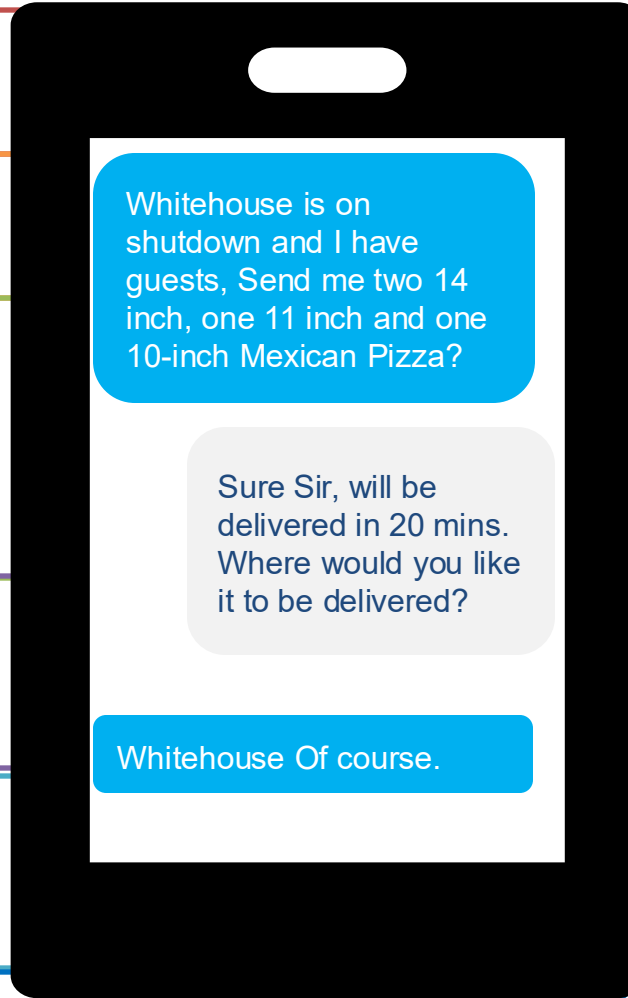 Whitehouse is on
shutdown and I have
guests, Send me two 14
inch, one 11 inch and one
10-inch Mexican Pizza?
Sure Sir, will be
delivered in 20 mins.
Where would you like
it to be delivered?
Whitehouse Of course.